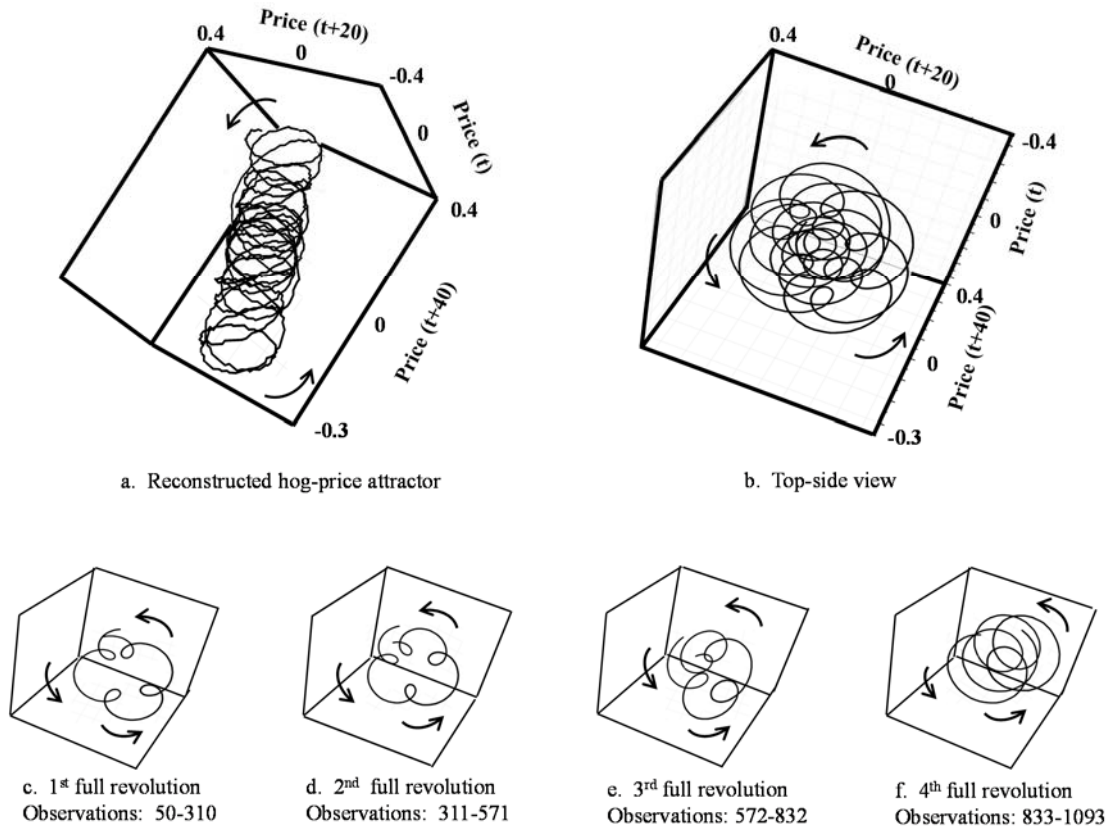 Price (t+20)
0.4
0
-0.4
Price (t)
0
0.4
Price (t+40)
0
-0.3
a. Reconstructed hog-price attractor
0.4
Price (t+20)
0
-0.4
Price (t)
0
0.4
Price (t+40)
0
-0.3
b. Top-side view
c. 1st full revolution
Observations: 50-310
d. 2nd full revolution
Observations: 311-571
e. 3rd full revolution
Observations: 572-832
f. 4th full revolution
Observations: 833-1093